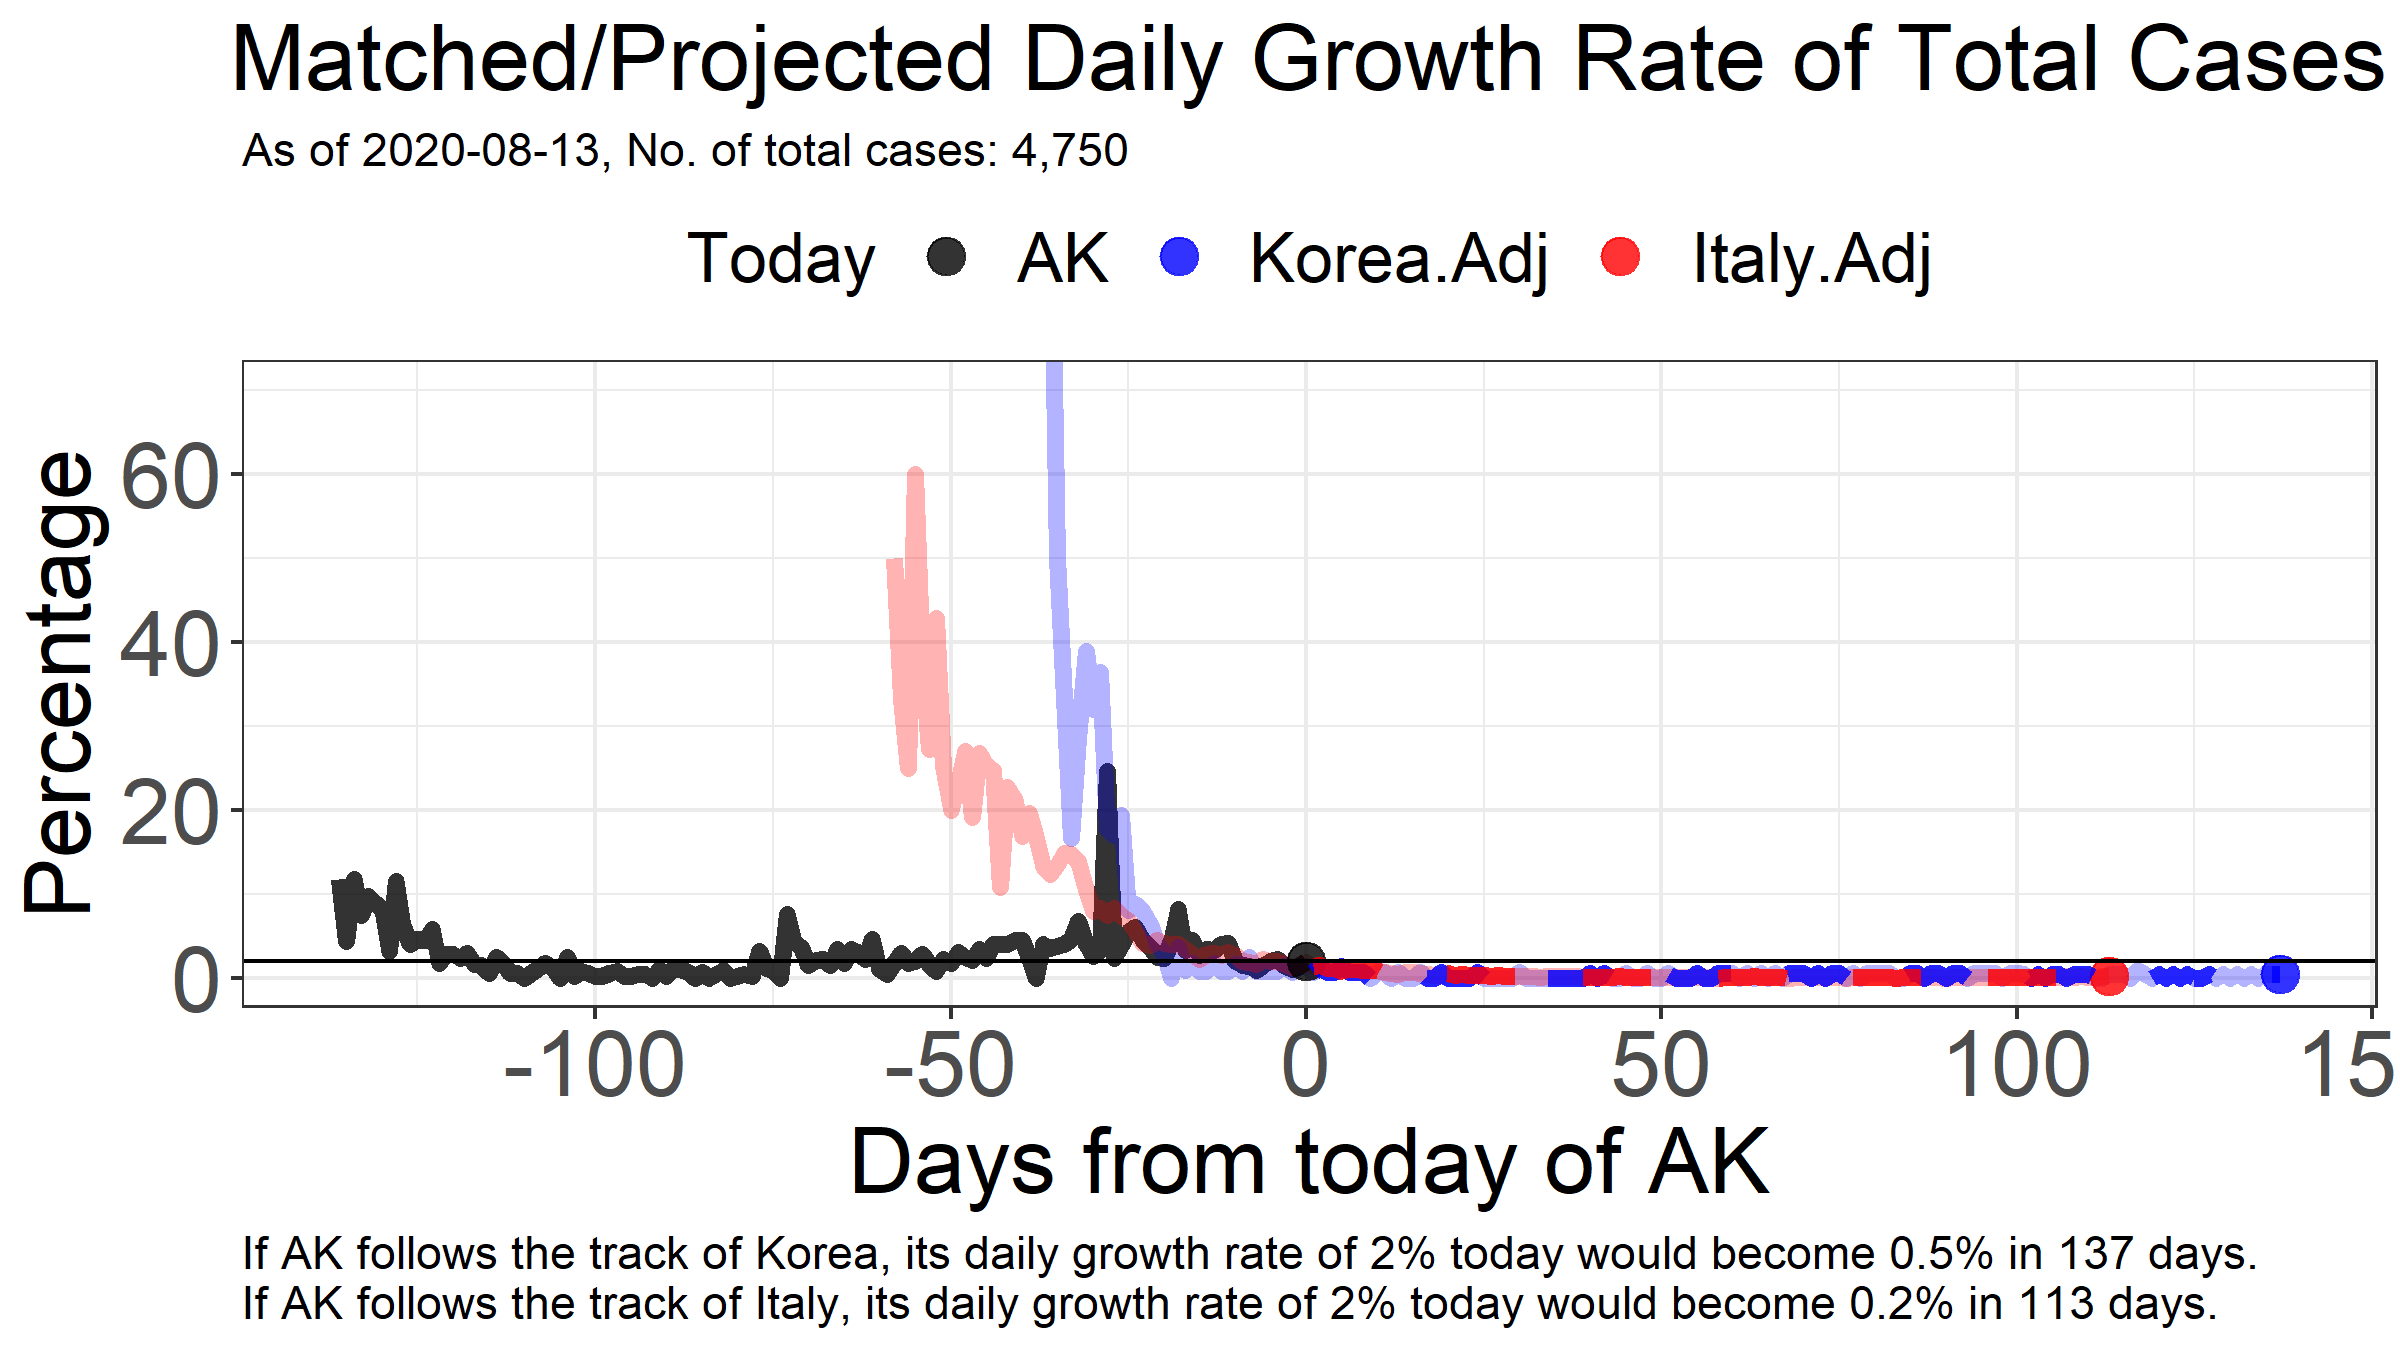 Matched/Projected Daily Growth Rate of Total Cases
As of 2020-08-13, No. of total cases: 4,750
Today AK Korea.Adj Italy.Adj
Percentage
60
40
20
0
-100 -50 0 50 100 15
Days from today of AK
If AK follows the track of Korea, its daily growth rate of 2% today would become 0.5% in 137 days.
If AK follows the track of Italy, its daily growth rate of 2% today would become 0.2% in 113 days.